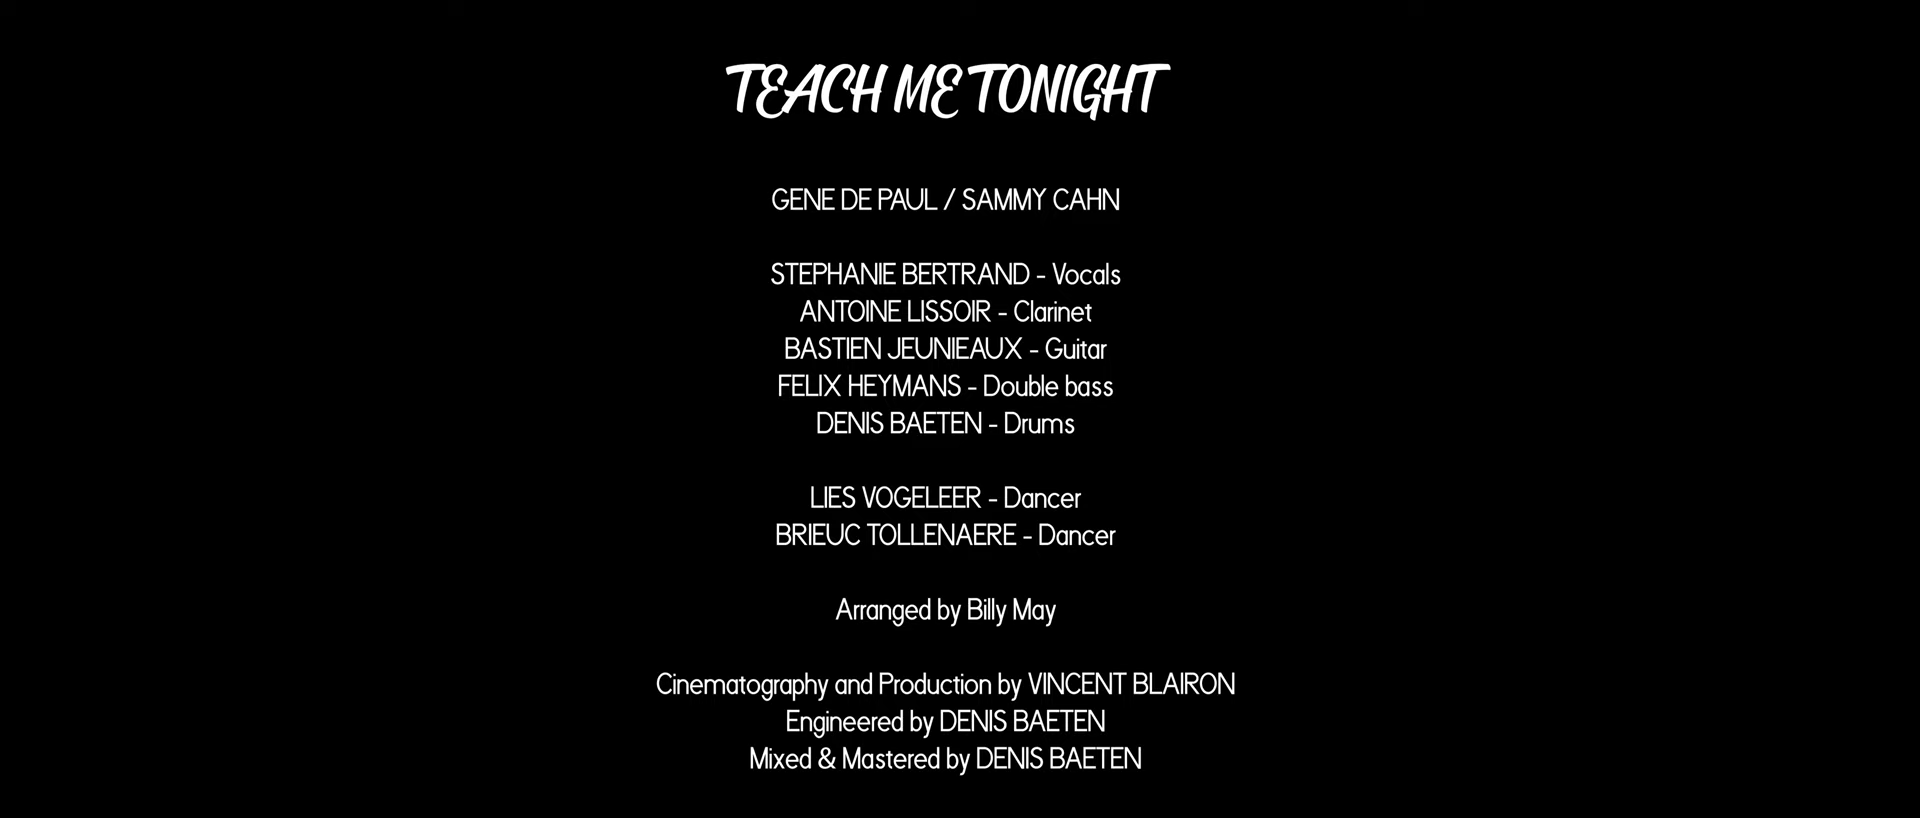 TEACH ME TONIGHT
GENE DE PAUL / SAMMY CAHN
STEPHANIE BERTRAND - Vocals
ANTOINE LISSOIR - Clarinet
BASTIEN JEUNIEAUX - Guitar
FELIX HEYMANS - Double bass
DENIS BAETEN - Drums
LIES VOGELEER - Dancer
BRIEUC TOLLENAERE - Dancer
Arranged by Billy May
Cinematography and Production by VINCENT BLAIRON
Engineered by DENIS BAETEN
Mixed & Mastered by DENIS BAETEN